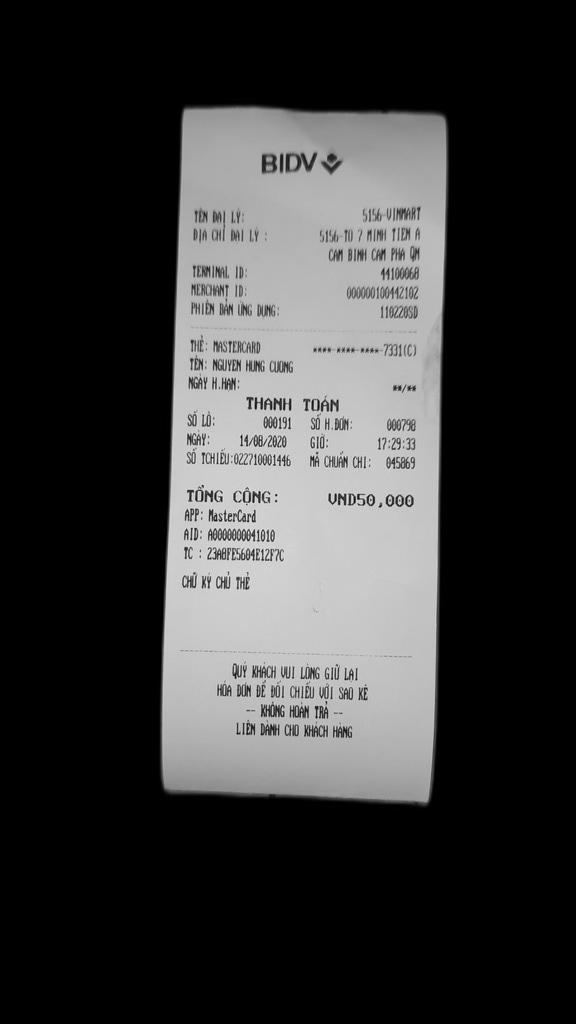 BIDV
TÊN ĐẠI LÝ: 5156-VINMART
ĐỊA CHỈ ĐẠI LÝ : 5156-TO 7 MINH TIEN A
CAM BINH CAM PHA QN
TERMINAL ID: 44100068
MERCHANT ID: 000000100442102
PHIÊN BẢN ỨNG DỤNG: 110220SD
THẺ: MASTERCARD **** **** **** 7331(C)
TÊN: NGUYEN HUNG CUONG
NGÀY H.HẠN: **/**
THANH TOÁN
SỐ LÔ: 000191 SỐ H.ĐƠN: 000798
NGÀY: 14/08/2020 GIỜ: 17:29:33
SỐ TCHIẾU:022710001446 MÃ CHUẨN CHI: 045869
TỔNG CỘNG: VND50,000
APP: MasterCard
AID: A0000000041010
TC : 23A8FE5604E12F7C
CHỮ KÝ CHỦ THẺ
QUÝ KHÁCH VUI LÒNG GIỮ LẠI
HÓA ĐƠN ĐỂ ĐỐI CHIẾU VỚI SAO KÊ
-- KHÔNG HOÀN TRẢ --
LIÊN DÀNH CHO KHÁCH HÀNG